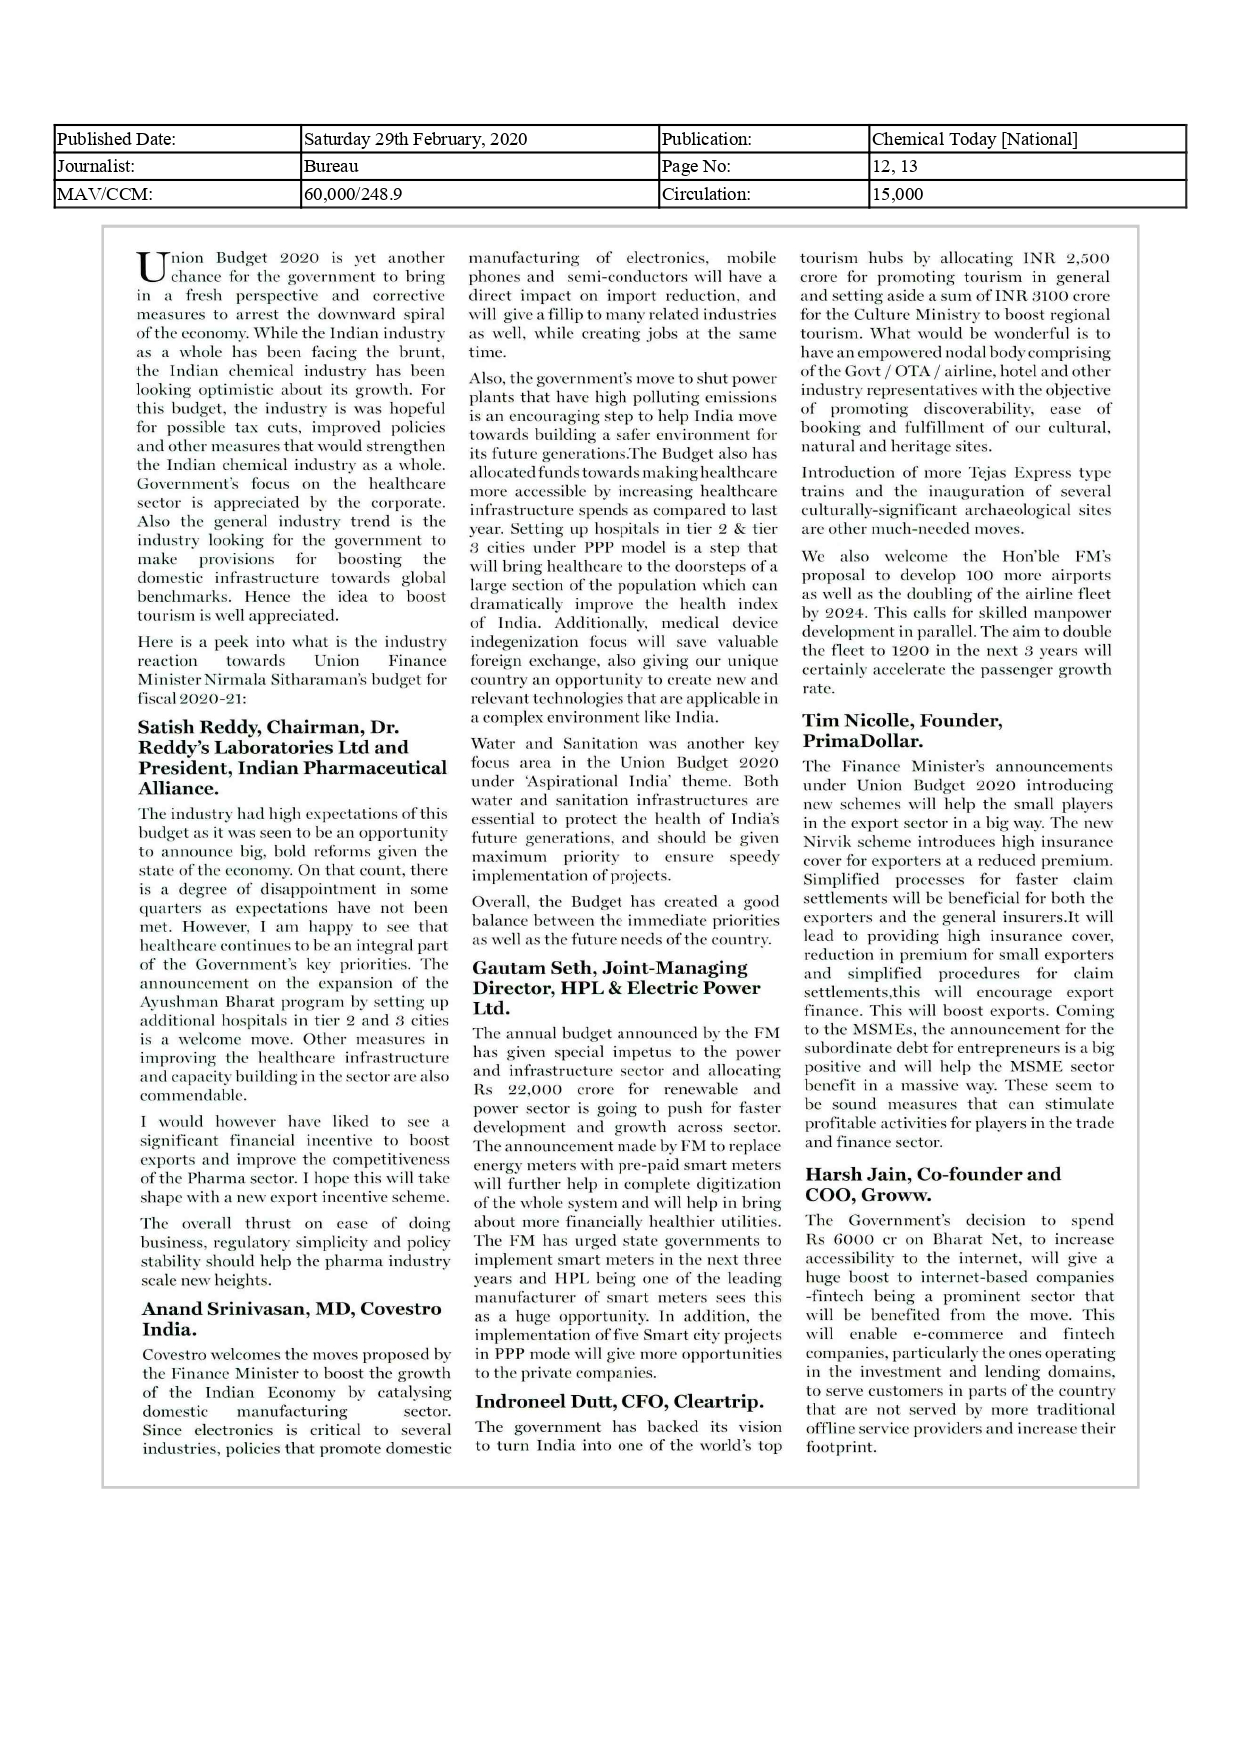 Published Date: Saturday 29th February, 2020 Publication: Chemical Today [National]
Journalist: Bureau Page No: 12, 13
MAV/CCM: 60,000/248.9 Circulation: 15,000
Union Budget 2020 is yet another
chance for the government to bring
in a fresh perspective and corrective
measures to arrest the downward spiral
of the economy. While the Indian industry
as a whole has been facing the brunt,
the Indian chemical industry has been
looking optimistic about its growth. For
this budget, the industry is was hopeful
for possible tax cuts, improved policies
and other measures that would strengthen
the Indian chemical industry as a whole.
Government's focus on the healthcare
sector is appreciated by the corporate.
Also the general industry trend is the
industry looking for the government to
make provisions for boosting the
domestic infrastructure towards global
benchmarks. Hence the idea to boost
tourism is well appreciated.
Here is a peek into what is the industry
reaction towards Union Finance
Minister Nirmala Sitharaman's budget for
fiscal 2020-21:
Satish Reddy, Chairman, Dr.
Reddy's Laboratories Ltd and
President, Indian Pharmaceutical
Alliance.
The industry had high expectations of this
budget as it was seen to be an opportunity
to announce big, bold reforms given the
state of the economy. On that count, there
is a degree of disappointment in some
quarters as expectations have not been
met. However, I am happy to see that
healthcare continues to be an integral part
of the Government's key priorities. The
announcement on the expansion of the
Ayushman Bharat program by setting up
additional hospitals in tier 2 and 3 cities
is a welcome move. Other measures in
improving the healthcare infrastructure
and capacity building in the sector are also
commendable.
I would however have liked to see a
significant financial incentive to boost
exports and improve the competitiveness
of the Pharma sector. I hope this will take
shape with a new export incentive scheme.
The overall thrust on ease of doing
business, regulatory simplicity and policy
stability should help the pharma industry
scale new heights.
Anand Srinivasan, MD, Covestro
India.
Covestro welcomes the moves proposed by
the Finance Minister to boost the growth
of the Indian Economy by catalysing
domestic manufacturing sector.
Since electronics is critical to several
industries, policies that promote domestic
manufacturing of electronics, mobile
phones and semi-conductors will have a
direct impact on import reduction, and
will give a fillip to many related industries
as well, while creating jobs at the same
time.
Also, the government's move to shut power
plants that have high polluting emissions
is an encouraging step to help India move
towards building a safer environment for
its future generations.The Budget also has
allocated funds towards making healthcare
more accessible by increasing healthcare
infrastructure spends as compared to last
year. Setting up hospitals in tier 2 & tier
3 cities under PPP model is a step that
will bring healthcare to the doorsteps of a
large section of the population which can
dramatically improve the health index
of India. Additionally, medical device
indegenization focus will save valuable
foreign exchange, also giving our unique
country an opportunity to create new and
relevant technologies that are applicable in
a complex environment like India.
Water and Sanitation was another key
focus area in the Union Budget 2020
under 'Aspirational India' theme. Both
water and sanitation infrastructures are
essential to protect the health of India's
future generations, and should be given
maximum priority to ensure speedy
implementation of projects.
Overall, the Budget has created a good
balance between the immediate priorities
as well as the future needs of the country.
Gautam Seth, Joint-Managing
Director, HPL & Electric Power
Ltd.
The annual budget announced by the FM
has given special impetus to the power
and infrastructure sector and allocating
Rs 22,000 crore for renewable and
power sector is going to push for faster
development and growth across sector.
The announcement made by FM to replace
energy meters with pre-paid smart meters
will further help in complete digitization
of the whole system and will help in bring
about more financially healthier utilities.
The FM has urged state governments to
implement smart meters in the next three
years and HPL being one of the leading
manufacturer of smart meters sees this
as a huge opportunity. In addition, the
implementation of five Smart city projects
in PPP mode will give more opportunities
to the private companies.
Indroneel Dutt, CFO, Cleartrip.
The government has backed its vision
to turn India into one of the world's top
tourism hubs by allocating INR 2,500
crore for promoting tourism in general
and setting aside a sum of INR 3100 crore
for the Culture Ministry to boost regional
tourism. What would be wonderful is to
have an empowered nodal body comprising
of the Govt / OTA / airline, hotel and other
industry representatives with the objective
of promoting discoverability, ease of
booking and fulfillment of our cultural,
natural and heritage sites.
Introduction of more Tejas Express type
trains and the inauguration of several
culturally-significant archaeological sites
are other much-needed moves.
We also welcome the Hon'ble FM's
proposal to develop 100 more airports
as well as the doubling of the airline fleet
by 2024. This calls for skilled manpower
development in parallel. The aim to double
the fleet to 1200 in the next 3 years will
certainly accelerate the passenger growth
rate.
Tim Nicolle, Founder,
PrimaDollar.
The Finance Minister's announcements
under Union Budget 2020 introducing
new schemes will help the small players
in the export sector in a big way. The new
Nirvik scheme introduces high insurance
cover for exporters at a reduced premium.
Simplified processes for faster claim
settlements will be beneficial for both the
exporters and the general insurers.It will
lead to providing high insurance cover,
reduction in premium for small exporters
and simplified procedures for claim
settlements,this will encourage export
finance. This will boost exports. Coming
to the MSMEs, the announcement for the
subordinate debt for entrepreneurs is a big
positive and will help the MSME sector
benefit in a massive way. These seem to
be sound measures that can stimulate
profitable activities for players in the trade
and finance sector.
Harsh Jain, Co-founder and
COO, Groww.
The Government's decision to spend
Rs 6000 cr on Bharat Net, to increase
accessibility to the internet, will give a
huge boost to internet-based companies
-fintech being a prominent sector that
will be benefited from the move. This
will enable e-commerce and fintech
companies, particularly the ones operating
in the investment and lending domains,
to serve customers in parts of the country
that are not served by more traditional
offline service providers and increase their
footprint.